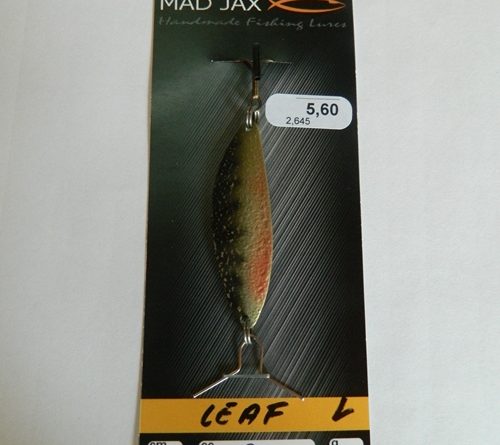 MAD JAX
Handmade Fishing Lures
5,60
2,645
LEAF L